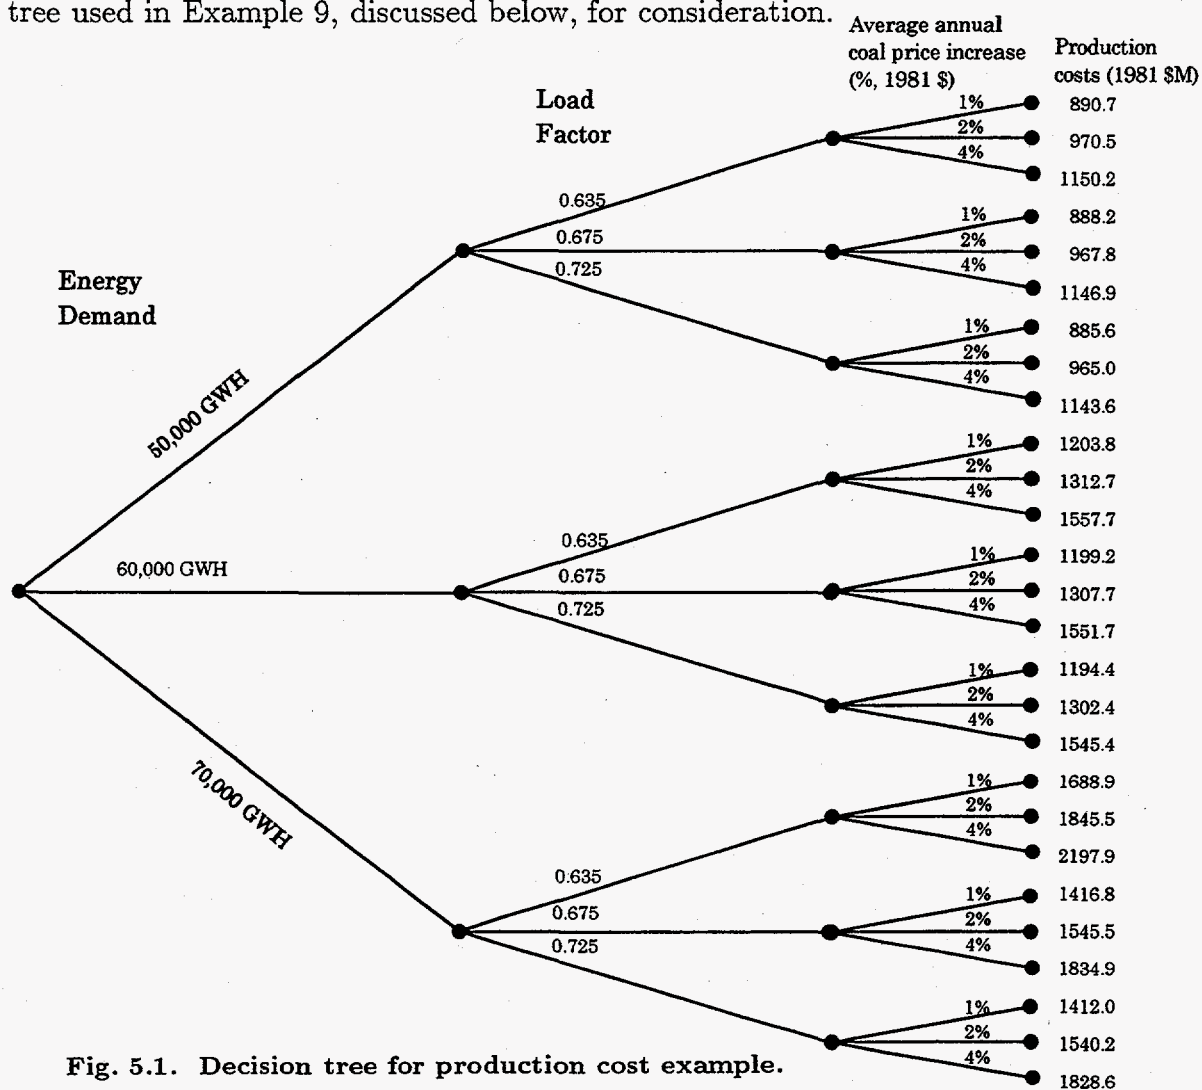 tree used in Example 9, discussed below, for consideration.
Average annual
coal price increase
(%, 1981 $)
Production
costs (1981 $M)
Load
Factor
Energy
Demand
50,000 GWH
0.635
1% 890.7
2% 970.5
4% 1150.2
0.675
1% 888.2
2% 967.8
4% 1146.9
0.725
1% 885.6
2% 965.0
4% 1143.6
60,000 GWH
0.635
1% 1203.8
2% 1312.7
4% 1557.7
0.675
1% 1199.2
2% 1307.7
4% 1551.7
0.725
1% 1194.4
2% 1302.4
4% 1545.4
70,000 GWH
0.635
1% 1688.9
2% 1845.5
4% 2197.9
0.675
1% 1416.8
2% 1545.5
4% 1834.9
0.725
1% 1412.0
2% 1540.2
4% 1828.6
Fig. 5.1. Decision tree for production cost example.